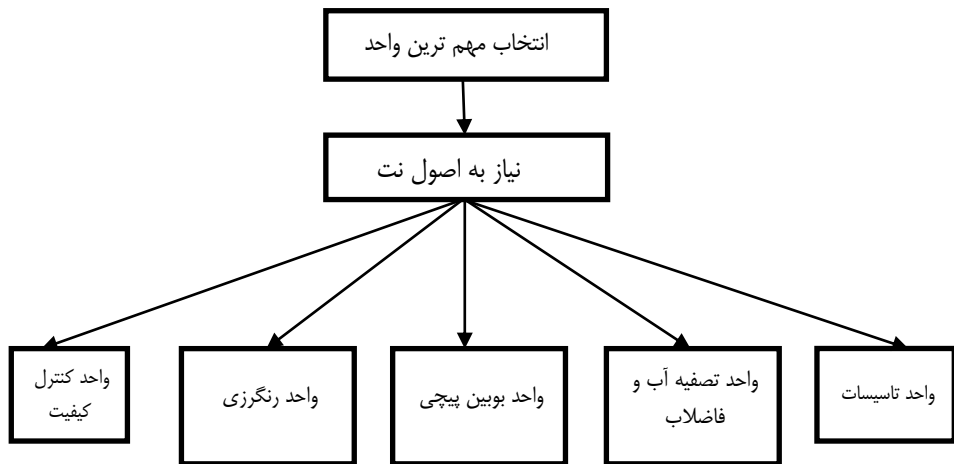 انتخاب مهم ترین واحد
نیاز به اصول نت
واحد تاسیسات
واحد تصفیه آب و
فاضلاب
واحد بوبین پیچی
واحد رنگرزی
واحد کنترل
کیفیت